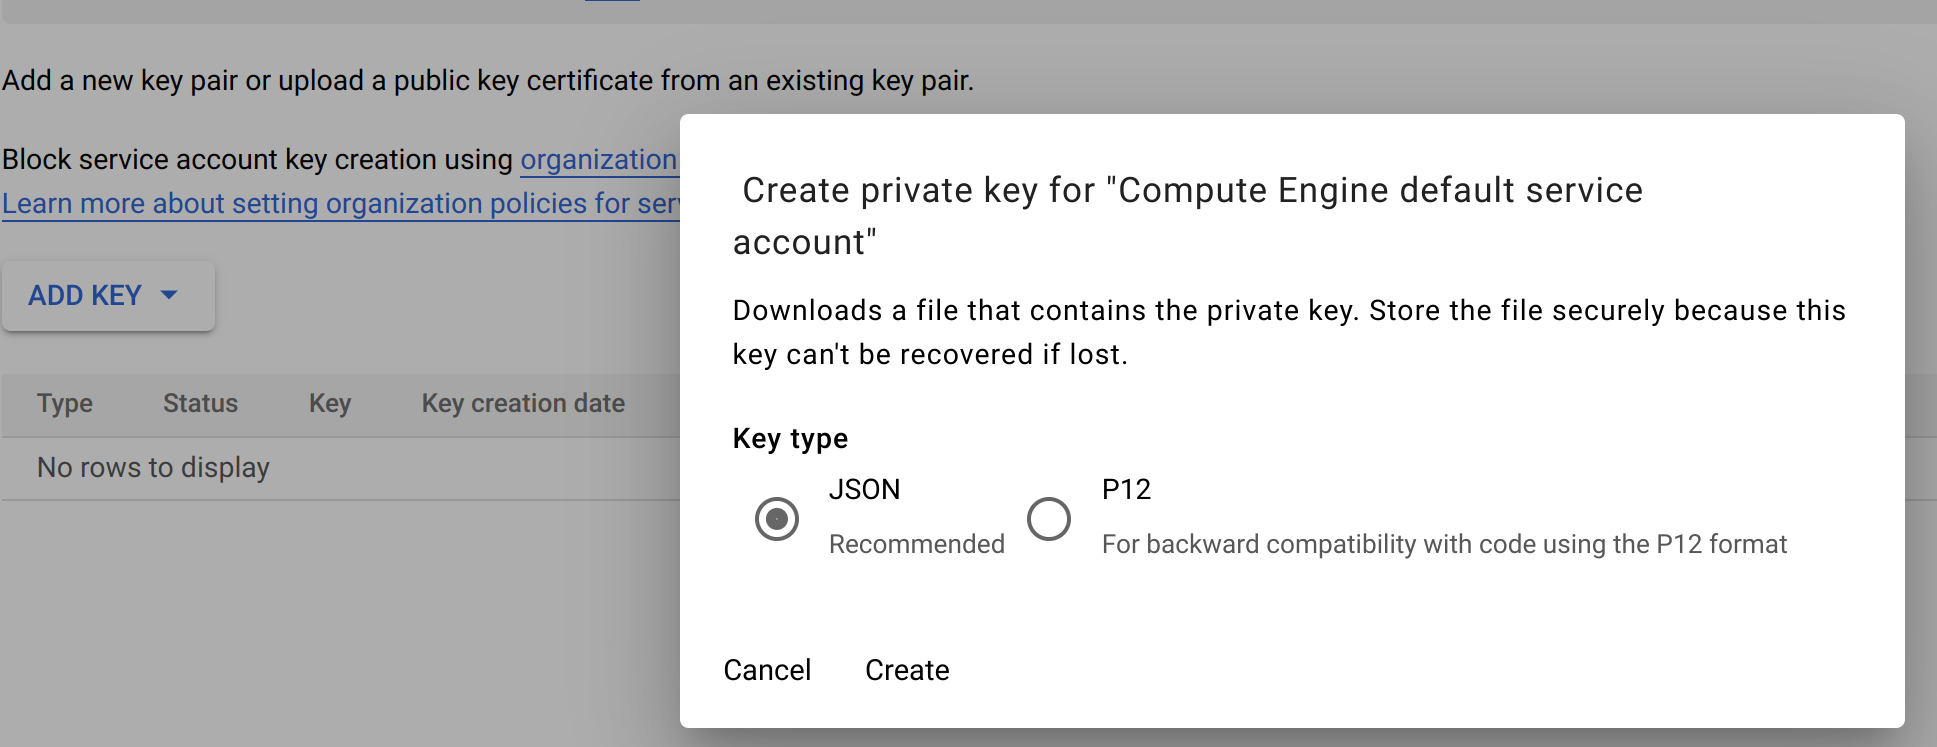 Add a new key pair or upload a public key certificate from an existing key pair.
Block service account key creation using organization
Learn more about setting organization policies for
ADD KEY
Type Status Key Key creation date
No rows to display
Create private key for "Compute Engine default service
account"
Downloads a file that contains the private key. Store the file securely because this
key can't be recovered if lost.
Key type
JSON
Recommended
P12
For backward compatibility with code using the P12 format
Cancel Create